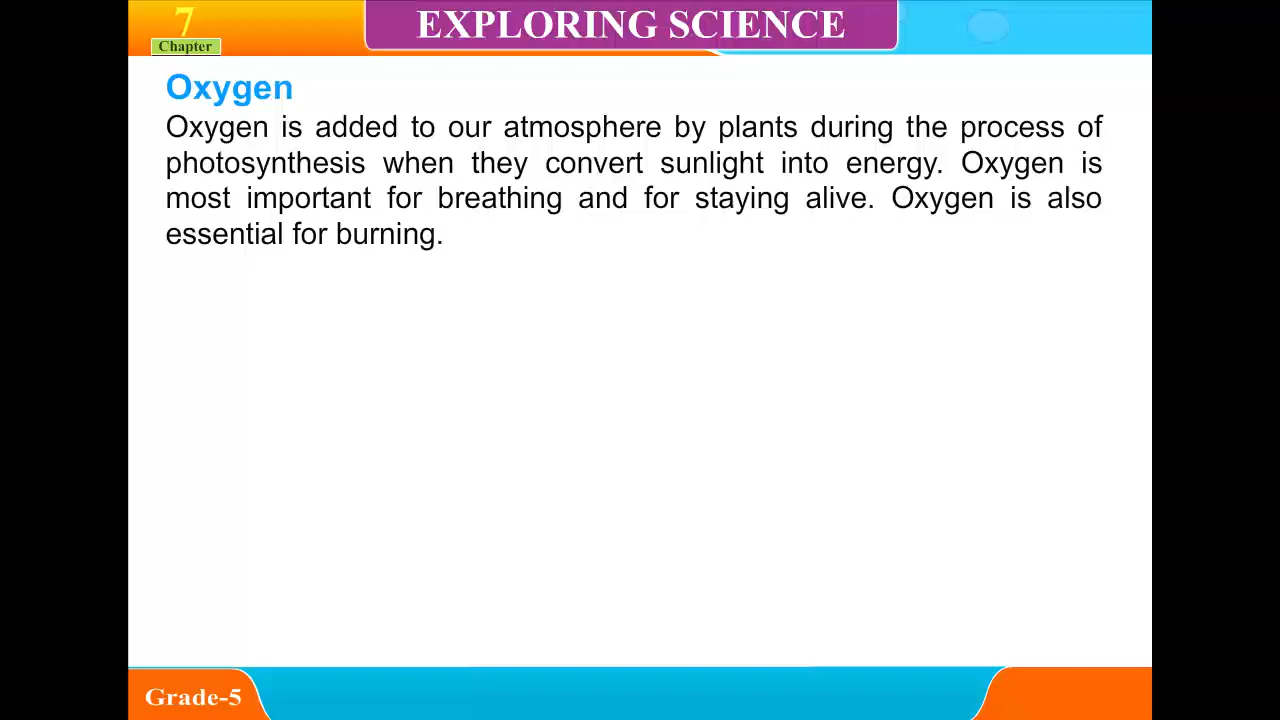 7
Chapter
EXPLORING SCIENCE
Oxygen
Oxygen is added to our atmosphere by plants during the process of
photosynthesis when they convert sunlight into energy. Oxygen is
most important for breathing and for staying alive. Oxygen is also
essential for burning.
Grade-5